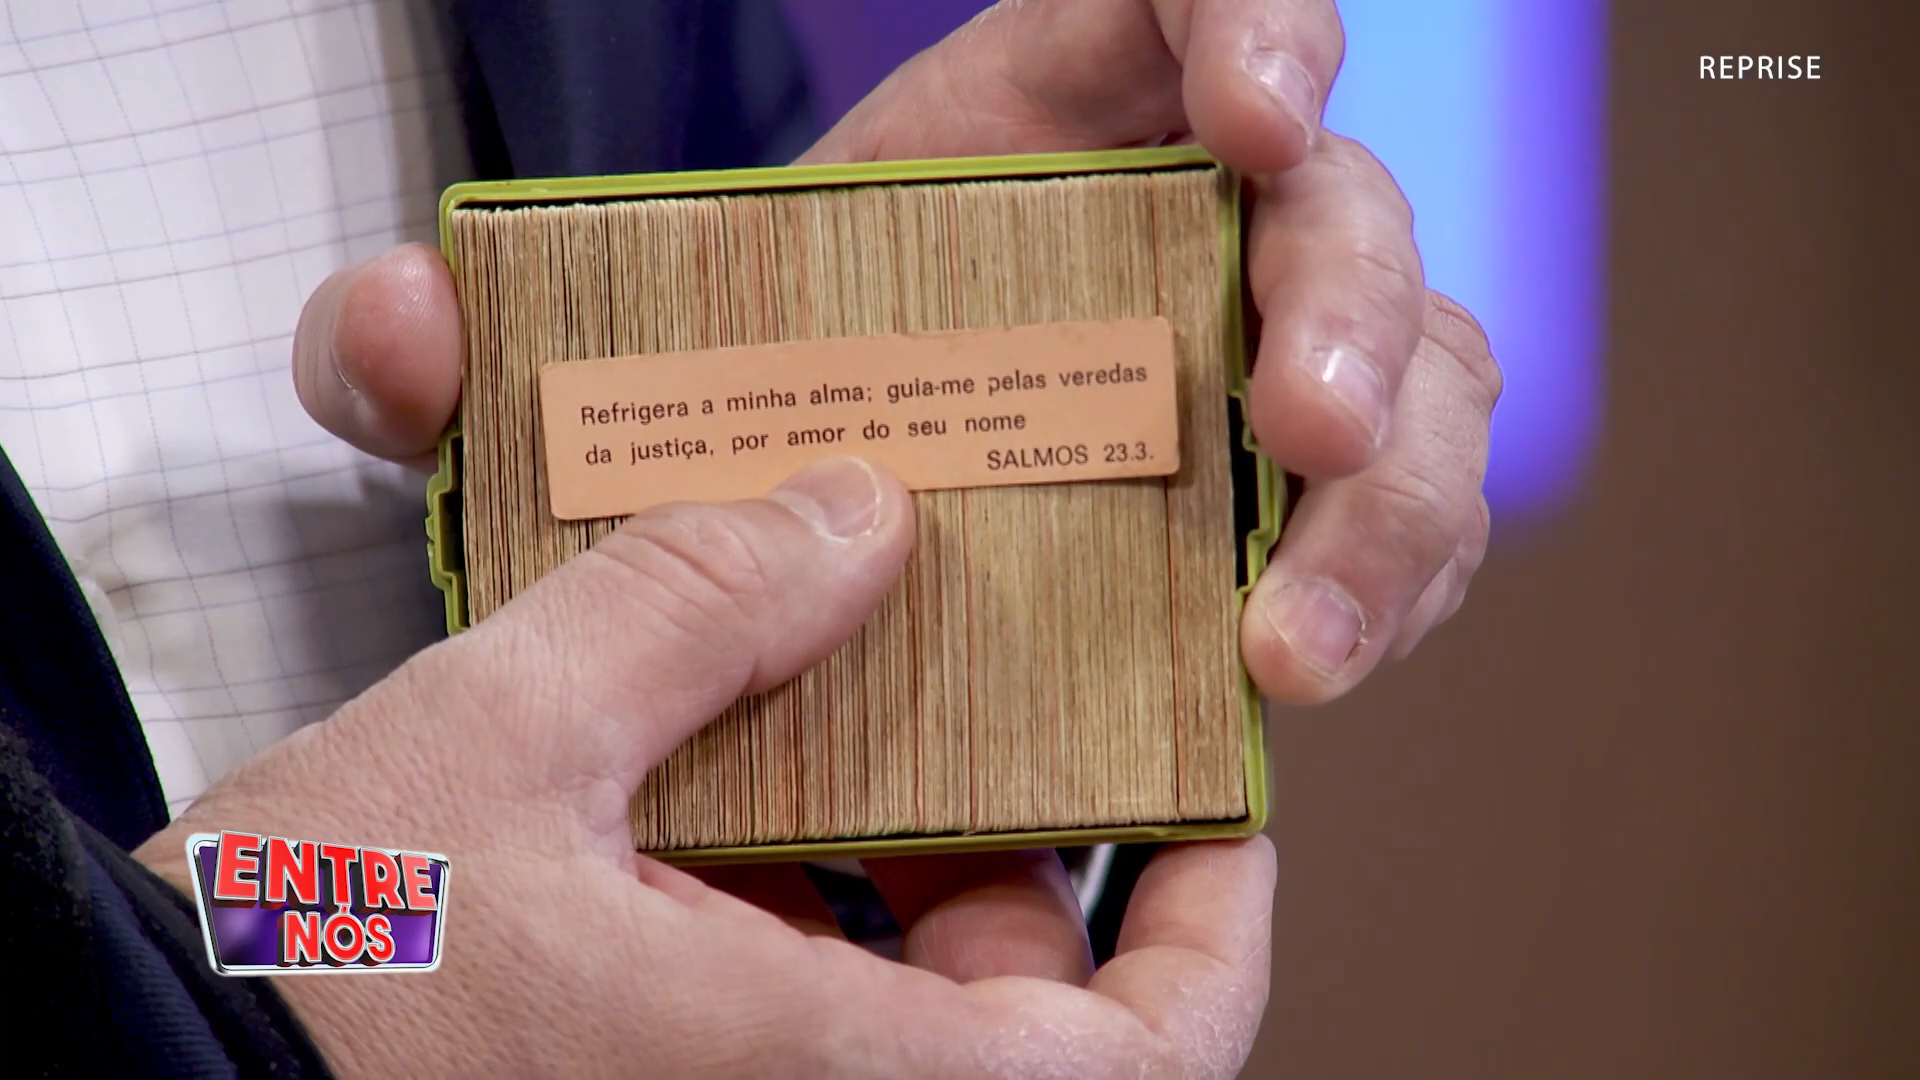 REPRISE
Refrigera a minha alma; guia-me pelas veredas
da justiça, por amor do seu nome
SALMOS 23.3.
ENTRE
NÓS